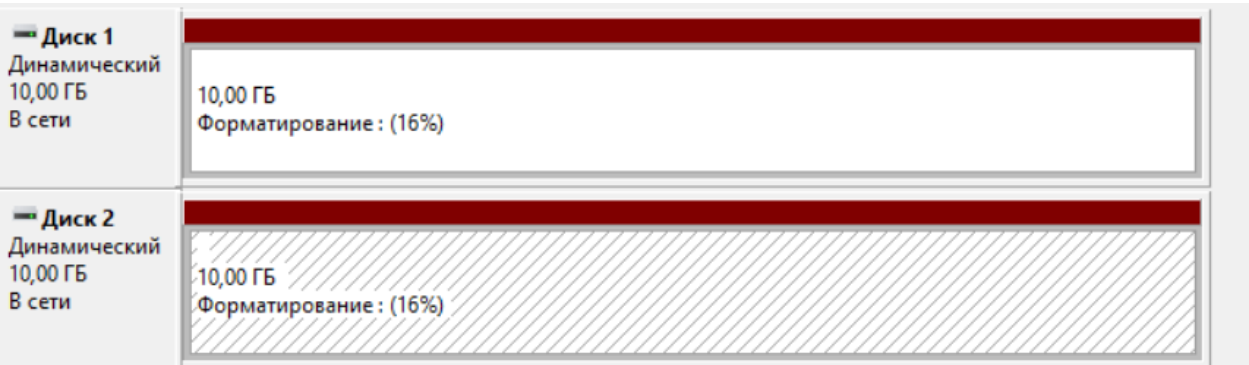 Диск 1
Динамический
10,00 ГБ
В сети
10,00 ГБ
Форматирование : (16%)
Диск 2
Динамический
10,00 ГБ
В сети
10,00 ГБ
Форматирование : (16%)